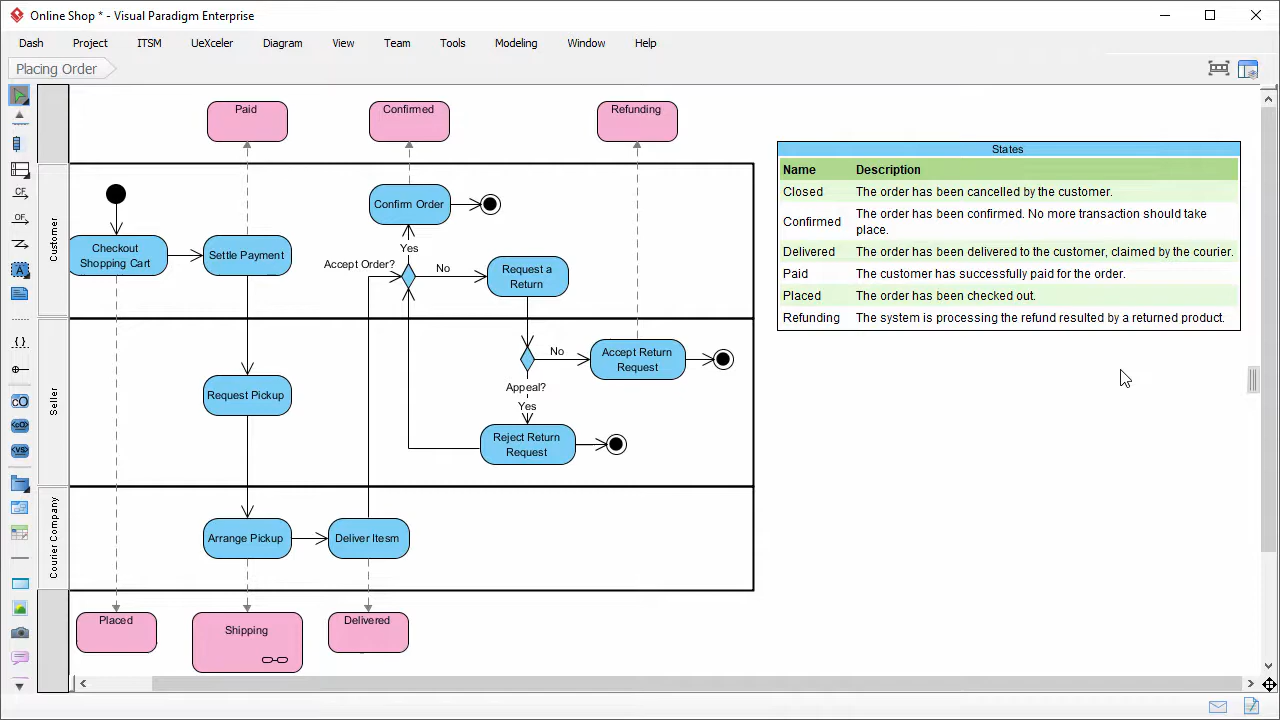 Online Shop * - Visual Paradigm Enterprise
Dash Project ITSM UeXceler Diagram View Team Tools Modeling Window Help
Placing Order
Paid
Confirmed
Refunding
Customer
Checkout
Shopping Cart
Settle Payment
Confirm Order
Yes
Accept Order?
No
Request a
Return
Seller
Request Pickup
No
Accept Return
Request
Appeal?
Yes
Reject Return
Request
Courier Company
Arrange Pickup
Deliver Itesm
Placed
Shipping
Delivered
States
Name Description
Closed The order has been cancelled by the customer.
Confirmed The order has been confirmed. No more transaction should take
place.
Delivered The order has been delivered to the customer, claimed by the courier.
Paid The customer has successfully paid for the order.
Placed The order has been checked out.
Refunding The system is processing the refund resulted by a returned product.
CF
OF
A
{ }
cO
«cO
«vs